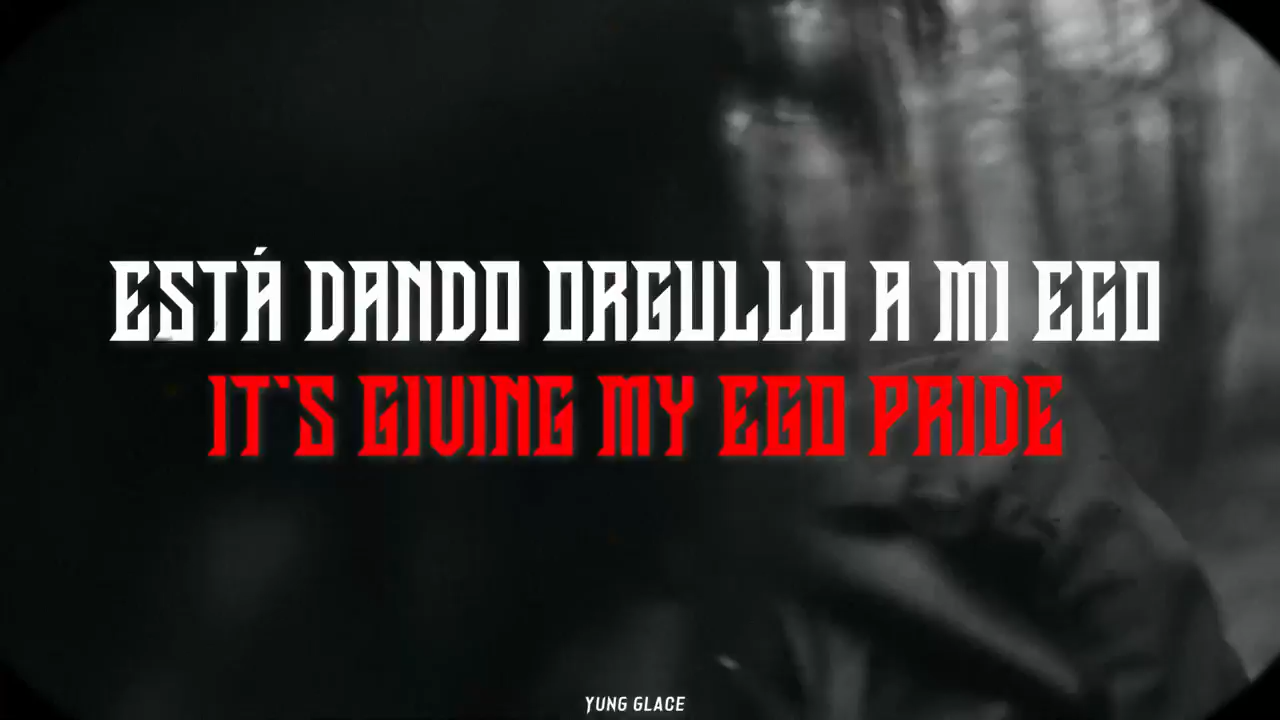 ESTÁ DANDO ORGULLO A MI EGO
IT'S GIVING MY EGO PRIDE
YUNG GLACE